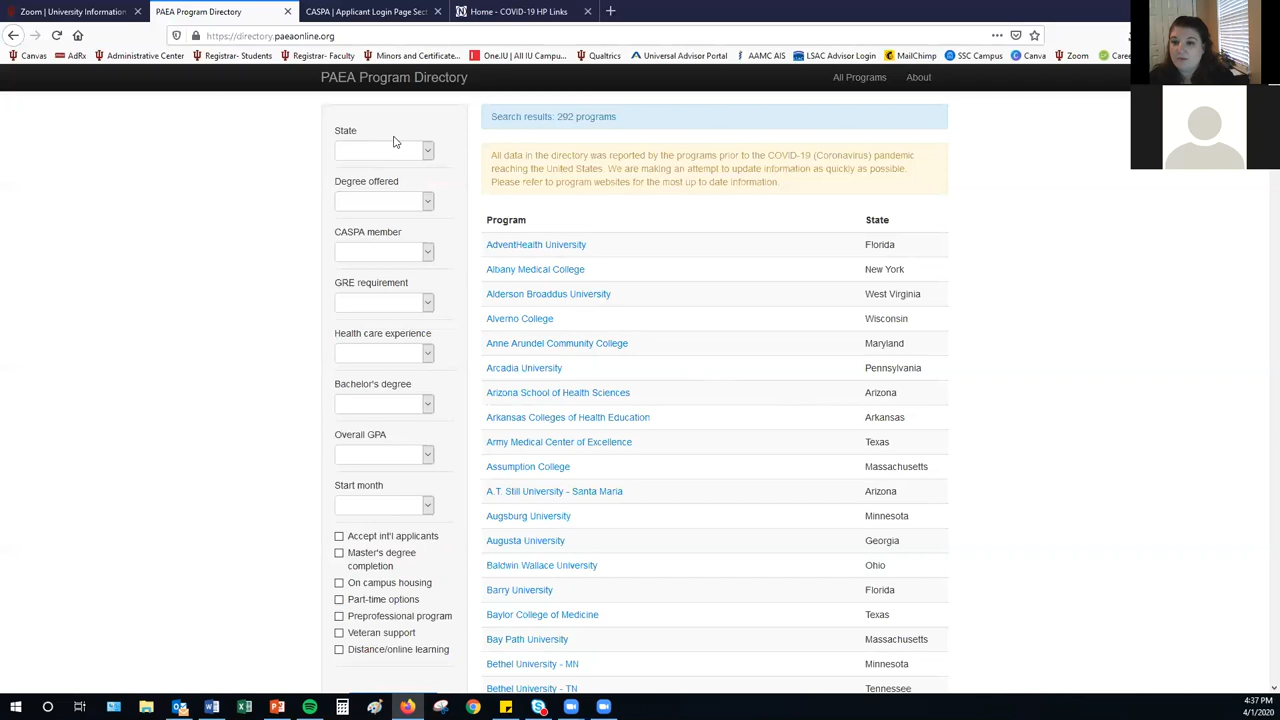 Zoom | University Information
PAEA Program Directory
CASPA | Applicant Login Page Sect
Home - COVID-19 HP Links
https://directory.paeaonline.org
Canvas
AdRx
Administrative Center
Registrar- Students
Registrar- Faculty
Minors and Certificate...
One.IU | All IU Campu...
Qualtrics
Universal Advisor Portal
AAMC AIS
LSAC Advisor Login
MailChimp
SSC Campus
Canva
Zoom
Caree
PAEA Program Directory
All Programs
About
State
Degree offered
CASPA member
GRE requirement
Health care experience
Bachelor's degree
Overall GPA
Start month
Accept int'l applicants
Master's degree
completion
On campus housing
Part-time options
Preprofessional program
Veteran support
Distance/online learning
Search results: 292 programs
All data in the directory was reported by the programs prior to the COVID-19 (Coronavirus) pandemic
reaching the United States. We are making an attempt to update information as quickly as possible.
Please refer to program websites for the most up to date information.
Program State
AdventHealth University Florida
Albany Medical College New York
Alderson Broaddus University West Virginia
Alverno College Wisconsin
Anne Arundel Community College Maryland
Arcadia University Pennsylvania
Arizona School of Health Sciences Arizona
Arkansas Colleges of Health Education Arkansas
Army Medical Center of Excellence Texas
Assumption College Massachusetts
A.T. Still University - Santa Maria Arizona
Augsburg University Minnesota
Augusta University Georgia
Baldwin Wallace University Ohio
Barry University Florida
Baylor College of Medicine Texas
Bay Path University Massachusetts
Bethel University - MN Minnesota
Bethel University - TN Tennessee
4:37 PM
4/1/2020